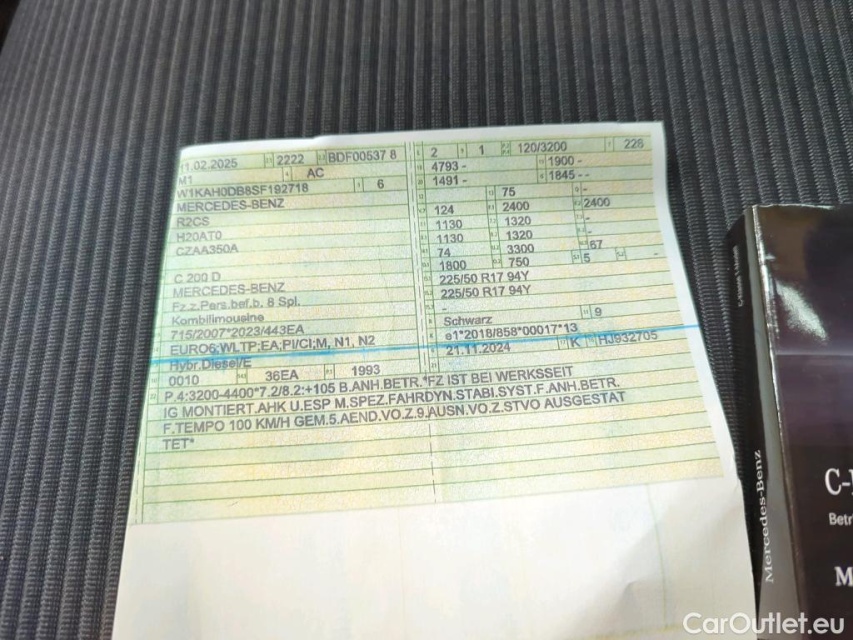 1.02.2025 2222 BDF00537 8 2 1 120/3200 226
M1 AC 4793 - 1900 -
W1KAH0DB8SF192718 6 1491 - 1845 - -
MERCEDES-BENZ 75 -
R2CS 124 2400 2400
H20AT0 1130 1320 -
CZAA350A 1130 1320 -
74 3300 67
C 200 D 1800 750 5 -
MERCEDES-BENZ 225/50 R17 94Y
Fz.z.Pers.bef.b. 8 Spl. 225/50 R17 94Y
Kombilimousine -
715/2007*2023/443EA Schwarz 9
EURO6;WLTP;EA;PI/CI;M, N1, N2 e1*2018/858*00017*13
Hybr.Diesel/E 21.11.2024 K HJ932705
0010 36EA 1993
P.4:3200-4400*7.2/8.2:+105 B.ANH.BETR.*FZ IST BEI WERKSSEIT
IG MONTIERT.AHK U.ESP M.SPEZ.FAHRDYN.STABI.SYST.F.ANH.BETR.
F.TEMPO 100 KM/H GEM.5.AEND.VO.Z.9.AUSN.VO.Z.STVO AUSGESTAT
TET*
Mercedes-Benz
C-
Betr
M
CarOutlet.eu